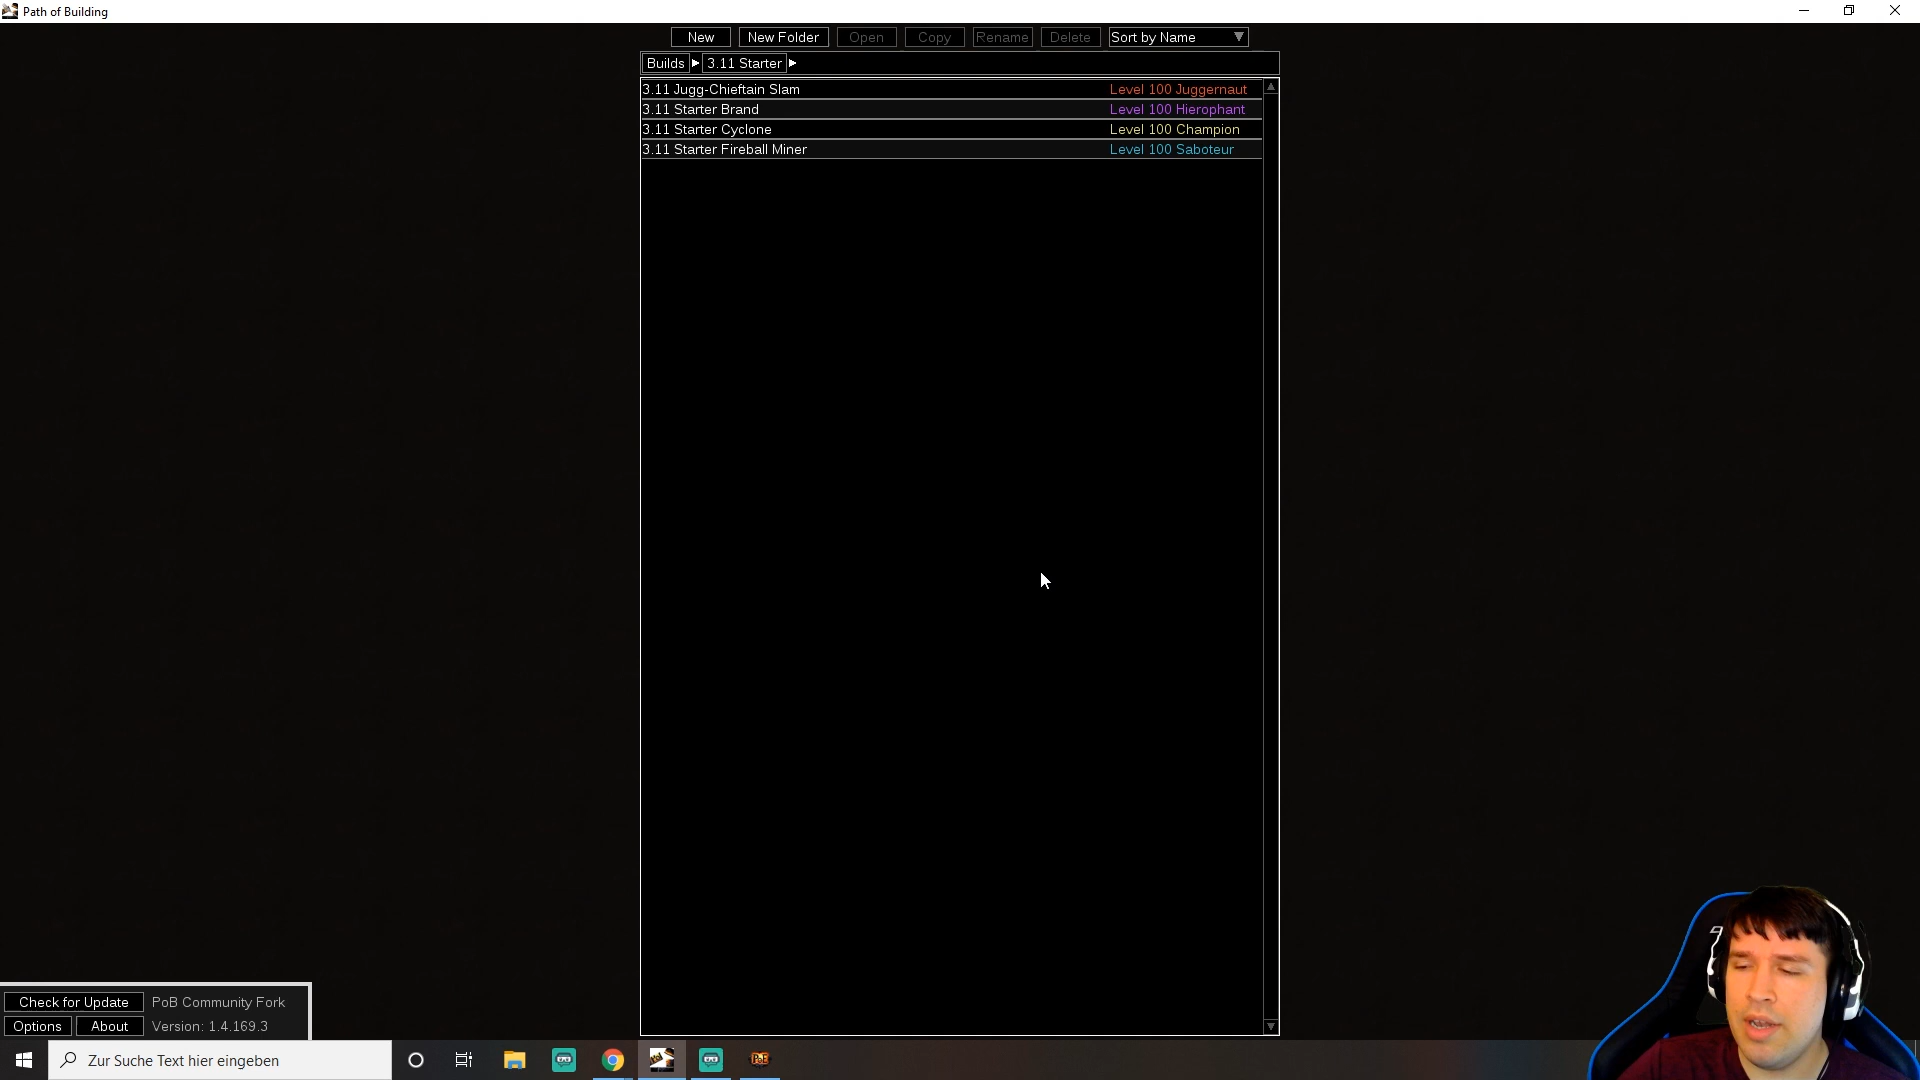 Path of Building
New New Folder Open Copy Rename Delete Sort by Name
Builds 3.11 Starter
3.11 Jugg-Chieftain Slam Level 100 Juggernaut
3.11 Starter Brand Level 100 Hierophant
3.11 Starter Cyclone Level 100 Champion
3.11 Starter Fireball Miner Level 100 Saboteur
Check for Update PoB Community Fork
Options About Version: 1.4.169.3
Zur Suche Text hier eingeben
PoE